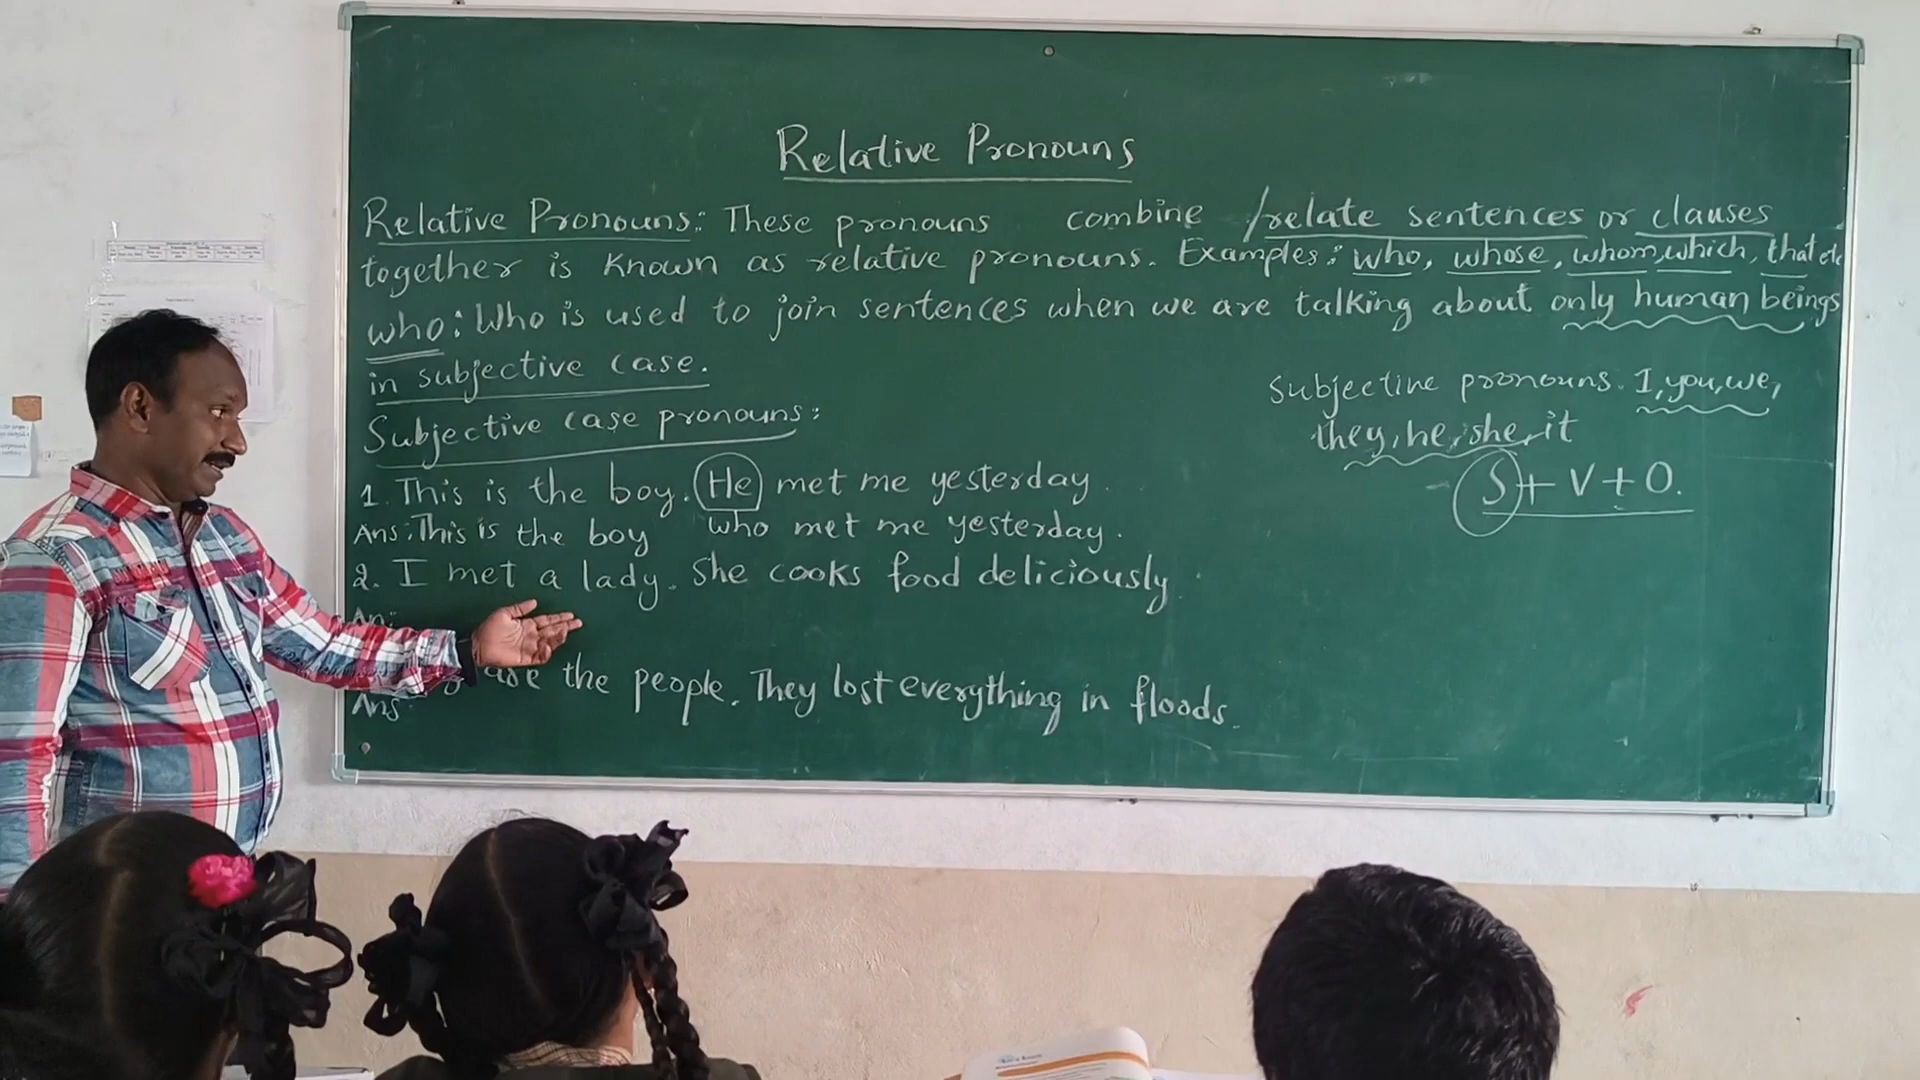 Relative Pronouns
Relative Pronouns: These pronouns combine /relate sentences or clauses
together is known as relative pronouns. Examples: who, whose, whom, which, that etc
who: Who is used to join sentences when we are talking about only human beings
in subjective case.
Subjective case pronouns:
Subjective pronouns. I, you, we,
they, he, she, it
S + V + O.
1. This is the boy. He met me yesterday.
Ans: This is the boy who met me yesterday.
2. I met a lady. She cooks food deliciously.
Ans:
are the people. They lost everything in floods.
Ans: